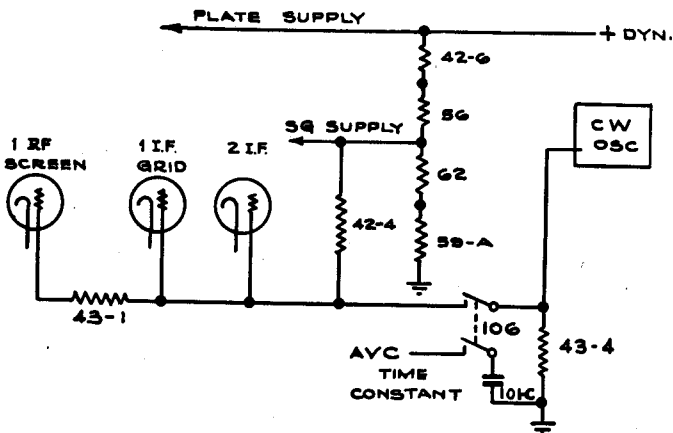 PLATE SUPPLY
+ DYN.
42-6
56
SG SUPPLY
CW
OSC
1 RF
SCREEN
1 I.F.
GRID
2 I.F.
62
42-4
59-A
43-1
106
43-4
AVC
TIME
CONSTANT
101-C